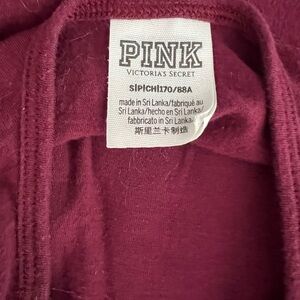 PINK
VICTORIA'S SECRET
S|P|CH|170/88A
made in Sri Lanka/fabriqué au
Sri Lanka/hecho en Sri Lanka/
fabbricato in Sri Lanka/
斯里兰卡制造